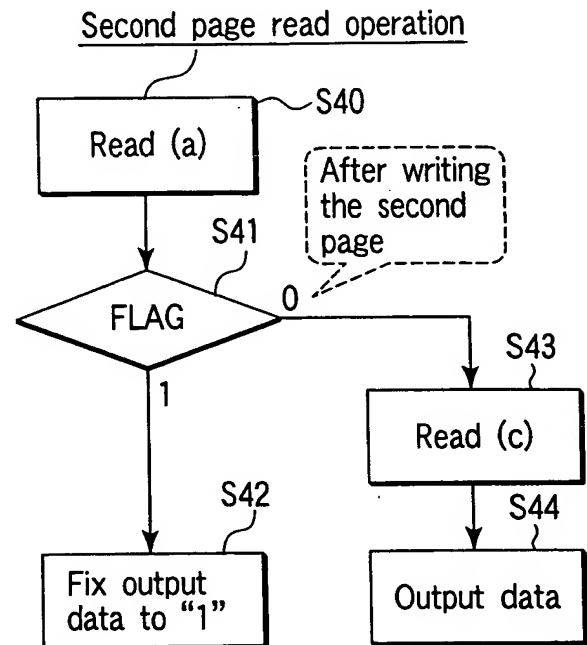 Second page read operation
S40
Read (a)
After writing
the second
page
S41
FLAG
0
1
S43
Read (c)
S42
Fix output
data to “1”
S44
Output data